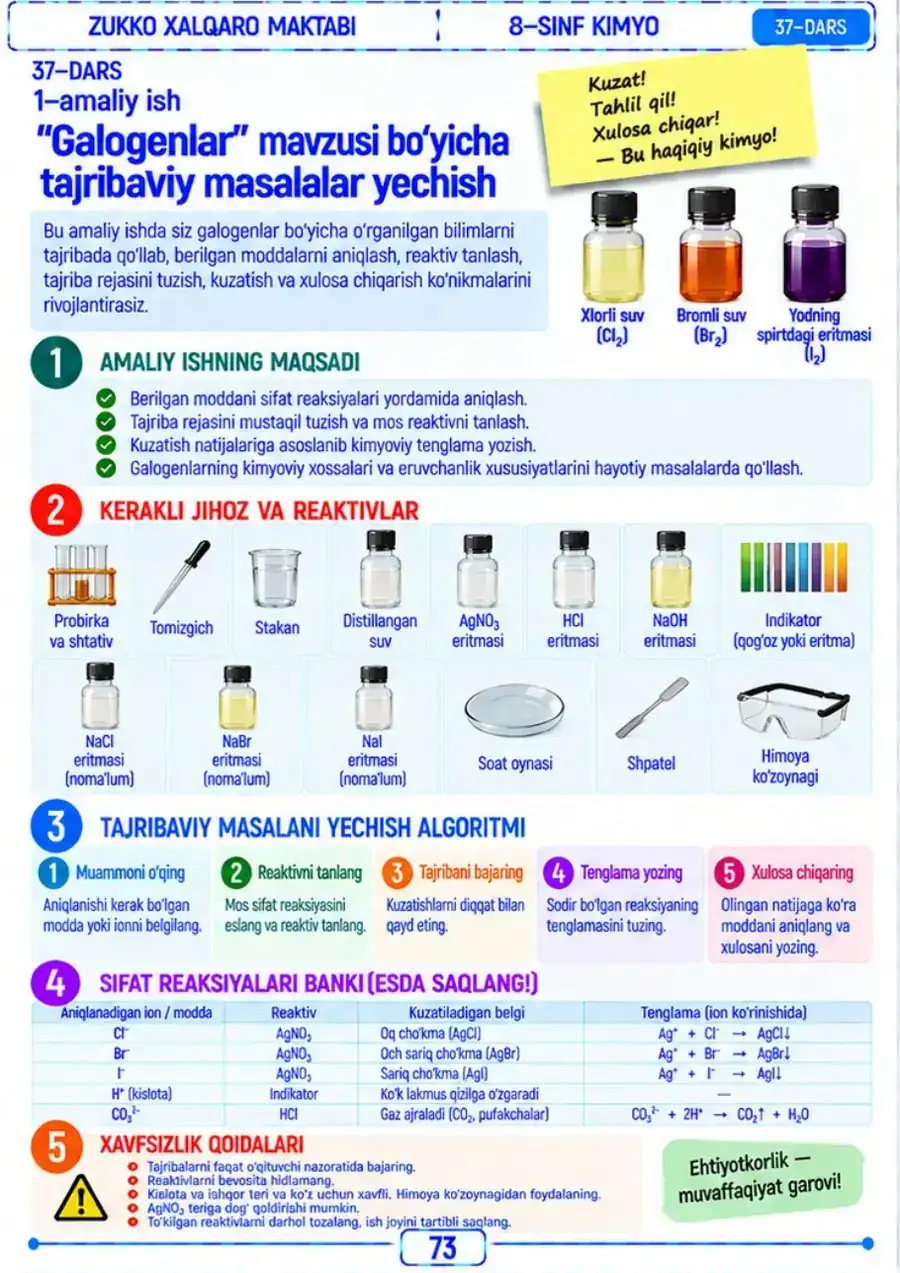 ZUKKO XALQARO MAKTABI
8–SINF KIMYO
37–DARS
37–DARS
1–amaliy ish
“Galogenlar” mavzusi bo‘yicha
tajribaviy masalalar yechish
Kuzat!
Tahlil qil!
Xulosa chiqar!
— Bu haqiqiy kimyo!
Bu amaliy ishda siz galogenlar bo‘yicha o‘rganilgan bilimlarni
tajribada qo‘llab, berilgan moddalarni aniqlash, reaktiv tanlash,
tajriba rejasini tuzish, kuzatish va xulosa chiqarish ko‘nikmalarini
rivojlantirasiz.
Xlorli suv
(Cl₂)
Bromli suv
(Br₂)
Yodning
spirtdagi eritmasi
(I₂)
1 AMALIY ISHNING MAQSADI
Berilgan moddani sifat reaksiyalari yordamida aniqlash.
Tajriba rejasini mustaqil tuzish va mos reaktivni tanlash.
Kuzatish natijalariga asoslanib kimyoviy tenglama yozish.
Galogenlarning kimyoviy xossalari va eruvchanlik xususiyatlarini hayotiy masalalarda qo‘llash.
2 KERAKLI JIHOZ VA REAKTIVLAR
Probirka
va shtativ
Tomizgich
Stakan
Distillangan
suv
AgNO₃
eritmasi
HCl
eritmasi
NaOH
eritmasi
Indikator
(qog‘oz yoki eritma)
NaCl
eritmasi
(noma‘lum)
NaBr
eritmasi
(noma‘lum)
NaI
eritmasi
(noma‘lum)
Soat oynasi
Shpatel
Himoya
ko‘zoynagi
3 TAJRIBAVIY MASALANI YECHISH ALGORITMI
1 Muammoni o‘qing
Aniqlanishi kerak bo‘lgan
modda yoki ionni belgilang.
2 Reaktivni tanlang
Mos sifat reaksiyasini
eslang va reaktiv tanlang.
3 Tajribani bajaring
Kuzatishlarni diqqat bilan
qayd eting.
4 Tenglama yozing
Sodir bo‘lgan reaksiyaning
tenglamasini tuzing.
5 Xulosa chiqaring
Olingan natijaga ko‘ra
moddani aniqlang va
xulosani yozing.
4 SIFAT REAKSIYALARI BANKI (ESDA SAQLANG!)
Aniqlanadigan ion / modda Reaktiv Kuzatiladigan belgi Tenglama (ion ko‘rinishida)
Cl⁻ AgNO₃ Oq cho‘kma (AgCl) Ag⁺ + Cl⁻ → AgCl↓
Br⁻ AgNO₃ Och sariq cho‘kma (AgBr) Ag⁺ + Br⁻ → AgBr↓
I⁻ AgNO₃ Sariq cho‘kma (AgI) Ag⁺ + I⁻ → AgI↓
H⁺ (kislota) Indikator Ko‘k lakmus qizilga o‘zgaradi —
CO₃²⁻ HCl Gaz ajraladi (CO₂, pufakchalar) CO₃²⁻ + 2H⁺ → CO₂↑ + H₂O
5 XAVFSIZLIK QOIDALARI
Tajribalarni faqat o‘qituvchi nazoratida bajaring.
Reaktivlarni bevosita hidlamang.
Kislota va ishqor teri va ko‘z uchun xavfli. Himoya ko‘zoynagidan foydalaning.
AgNO₃ teriga dog‘ qoldirishi mumkin.
To‘kilgan reaktivlarni darhol tozalang, ish joyini tartibli saqlang.
Ehtiyotkorlik —
muvaffaqiyat garovi!
73